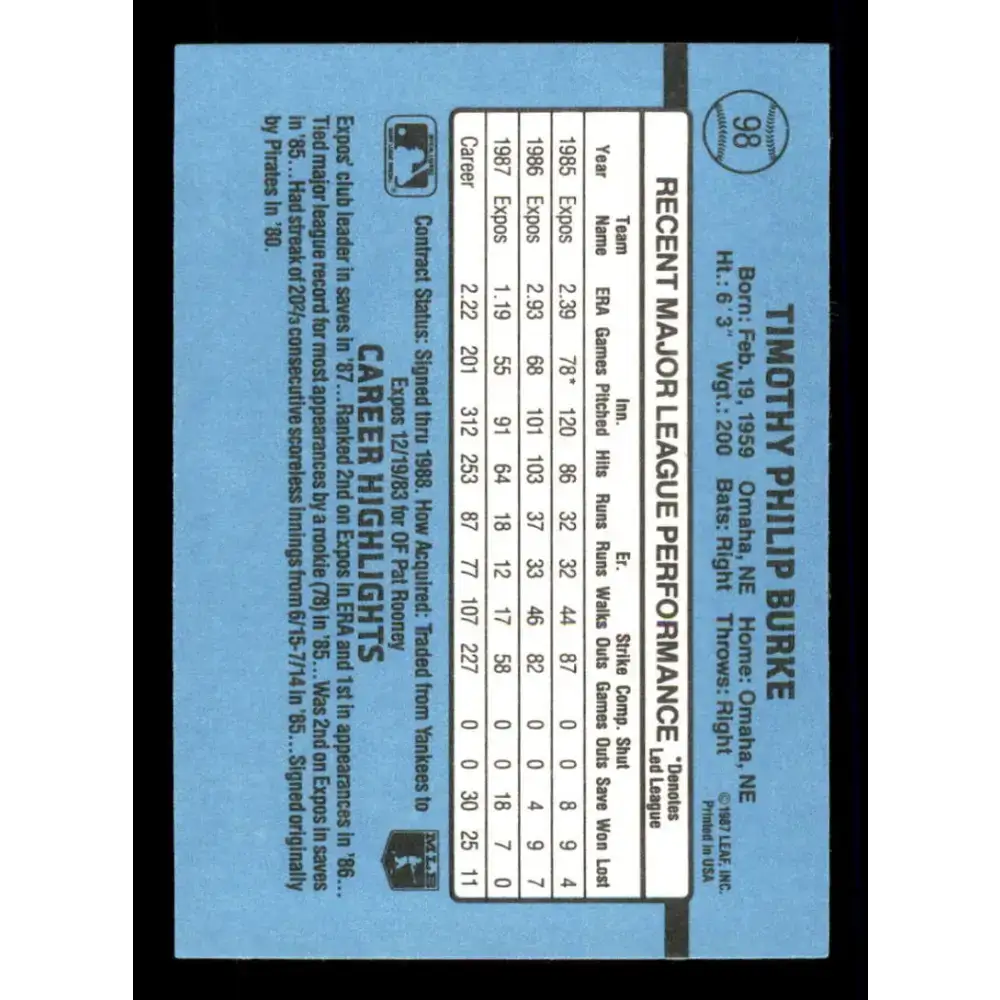 98
TIMOTHY PHILIP BURKE
Born: Feb. 19, 1959 Omaha, NE Home: Omaha, NE
Ht.: 6'3" Wgt.: 200 Bats: Right Throws: Right
©1987 LEAF, INC.
Printed in USA
RECENT MAJOR LEAGUE PERFORMANCE *Denotes
Led League
Team Inn. Er. Strike Comp. Shut
Year Name ERA Games Pitched Hits Runs Runs Walks Outs Games Outs Save Won Lost
1985 Expos 2.39 78* 120 86 32 32 44 87 0 0 8 9 4
1986 Expos 2.93 68 101 103 37 33 46 82 0 0 4 9 7
1987 Expos 1.19 55 91 64 18 12 17 58 0 0 18 7 0
Career 2.22 201 312 253 87 77 107 227 0 0 30 25 11
Contract Status: Signed thru 1988. How Acquired: Traded from Yankees to
Expos 12/19/83 for OF Pat Rooney
MLB
CAREER HIGHLIGHTS
Expos' club leader in saves in '87...Ranked 2nd on Expos in ERA and 1st in appearances in '86...
Tied major league record for most appearances by a rookie (78) in '85...Was 2nd on Expos in saves
in '85...Had streak of 20⅔ consecutive scoreless innings from 6/15-7/14 in '85...Signed originally
by Pirates in '80.